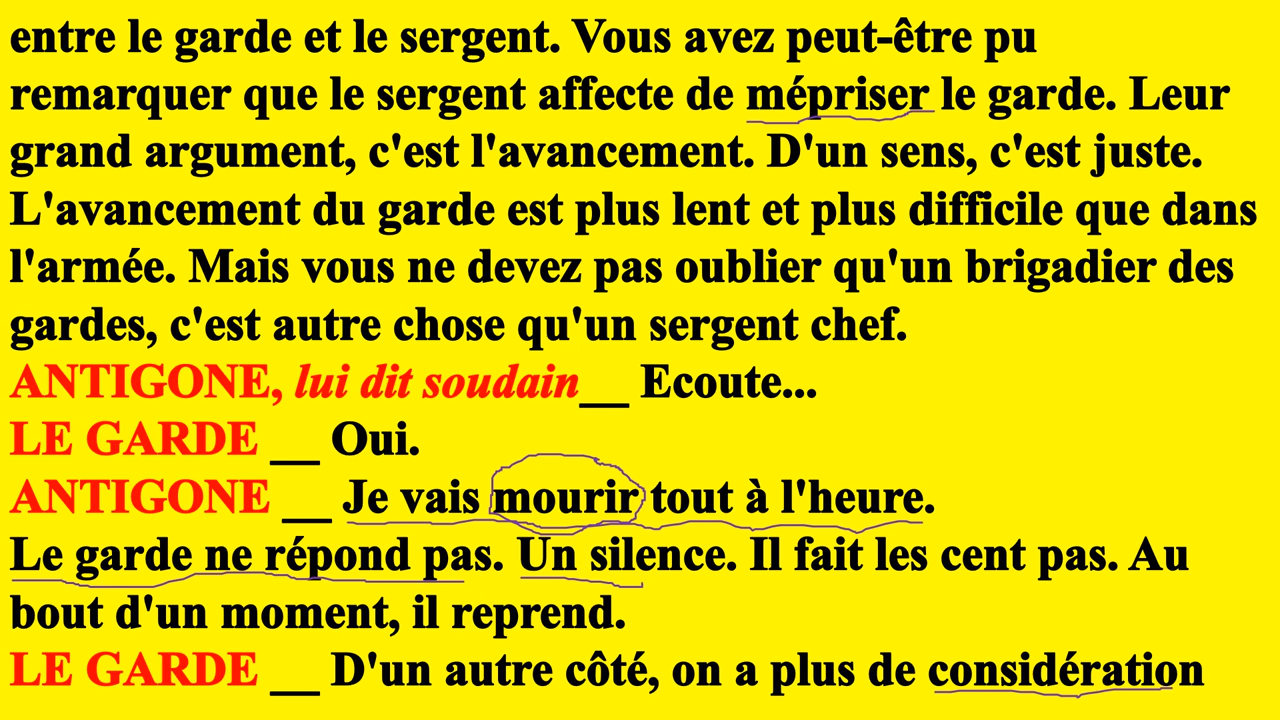 entre le garde et le sergent. Vous avez peut-être pu
remarquer que le sergent affecte de mépriser le garde. Leur
grand argument, c'est l'avancement. D'un sens, c'est juste.
L'avancement du garde est plus lent et plus difficile que dans
l'armée. Mais vous ne devez pas oublier qu'un brigadier des
gardes, c'est autre chose qu'un sergent chef.
ANTIGONE, lui dit soudain__ Ecoute...
LE GARDE __ Oui.
ANTIGONE __ Je vais mourir tout à l'heure.
Le garde ne répond pas. Un silence. Il fait les cent pas. Au
bout d'un moment, il reprend.
LE GARDE __ D'un autre côté, on a plus de considération